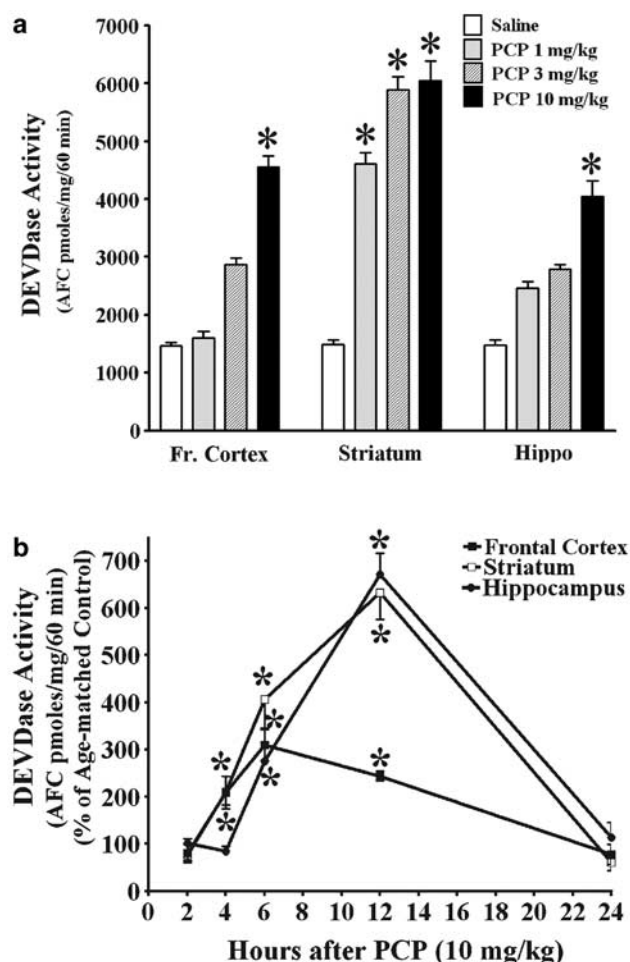 a
Saline
PCP 1 mg/kg
PCP 3 mg/kg
PCP 10 mg/kg
DEVDase Activity
(AFC pmoles/mg/60 min)
7000
6000
5000
4000
3000
2000
1000
0
* * * * *
Fr. Cortex Striatum Hippo
b
Frontal Cortex
Striatum
Hippocampus
DEVDase Activity
(AFC pmoles/mg/60 min)
(% of Age-matched Control)
700
600
500
400
300
200
100
0
* * * * * * * *
0 2 4 6 8 10 12 14 16 18 20 22 24
Hours after PCP (10 mg/kg)